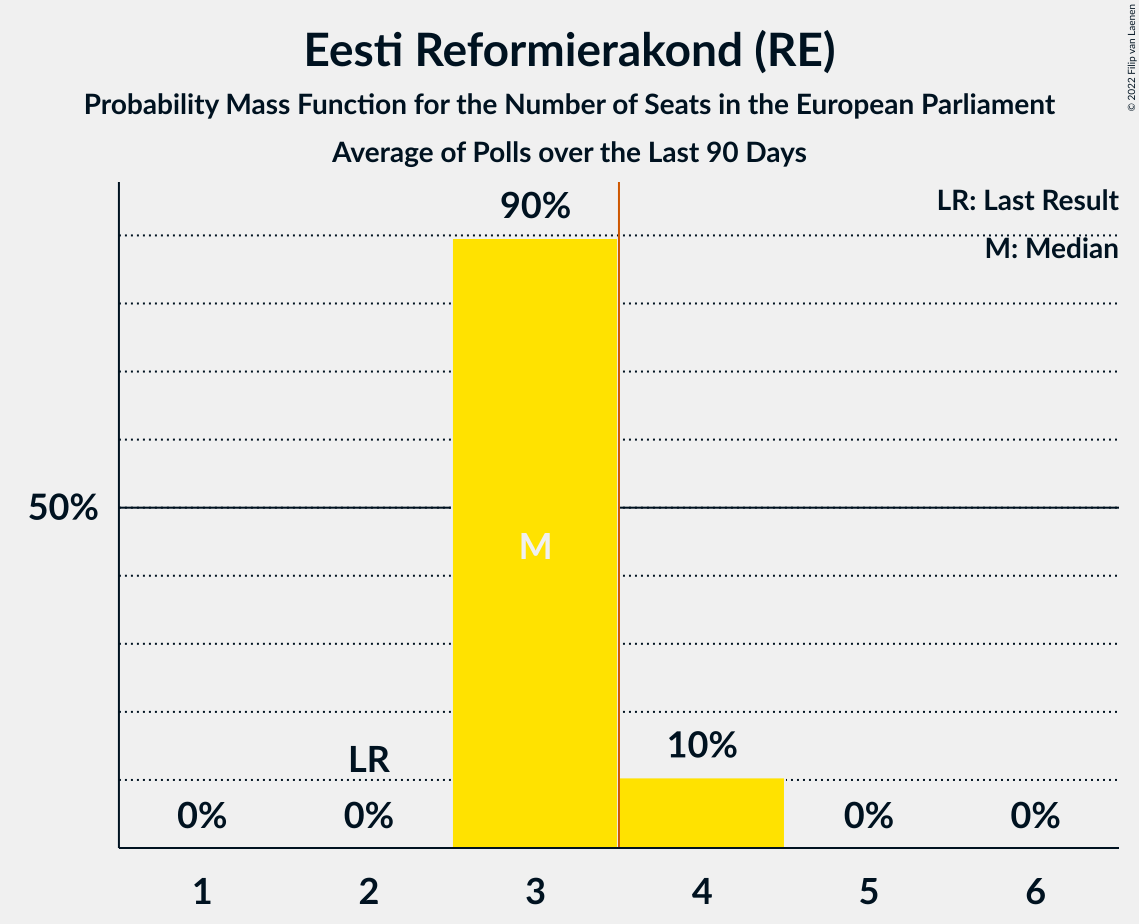 Eesti Reformierakond (RE)
Probability Mass Function for the Number of Seats in the European Parliament
Average of Polls over the Last 90 Days
© 2022 Filip van Laenen
LR: Last Result
M: Median
90%
50%
M
LR
10%
0%
0%
0%
0%
1
2
3
4
5
6